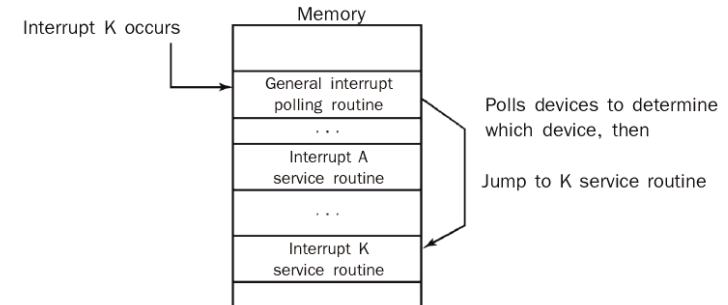 Memory
Interrupt K occurs
General interrupt
polling routine
. . .
Interrupt A
service routine
. . .
Interrupt K
service routine
Polls devices to determine
which device, then
Jump to K service routine